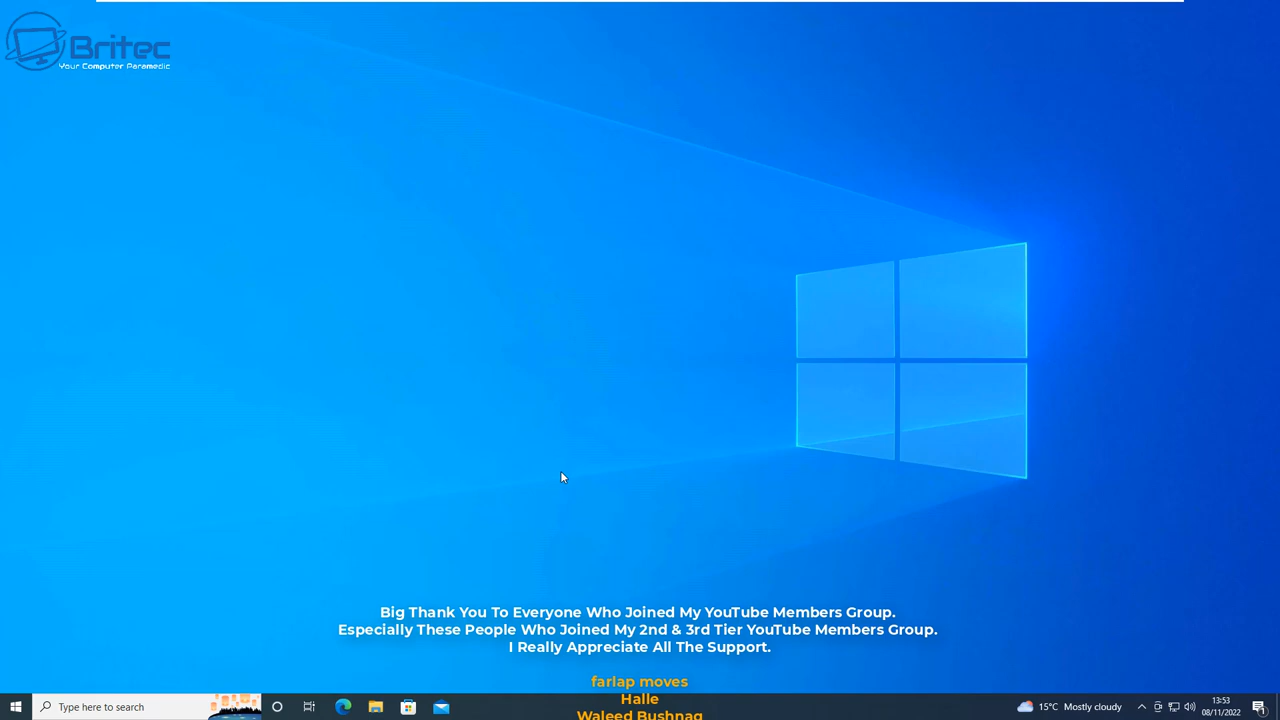 Britec
Your Computer Paramedic
Big Thank You To Everyone Who Joined My YouTube Members Group.
Especially These People Who Joined My 2nd & 3rd Tier YouTube Members Group.
I Really Appreciate All The Support.
farlap moves
Halle
Waleed Bushnaq
Type here to search
15°C Mostly cloudy
13:53
08/11/2022
1